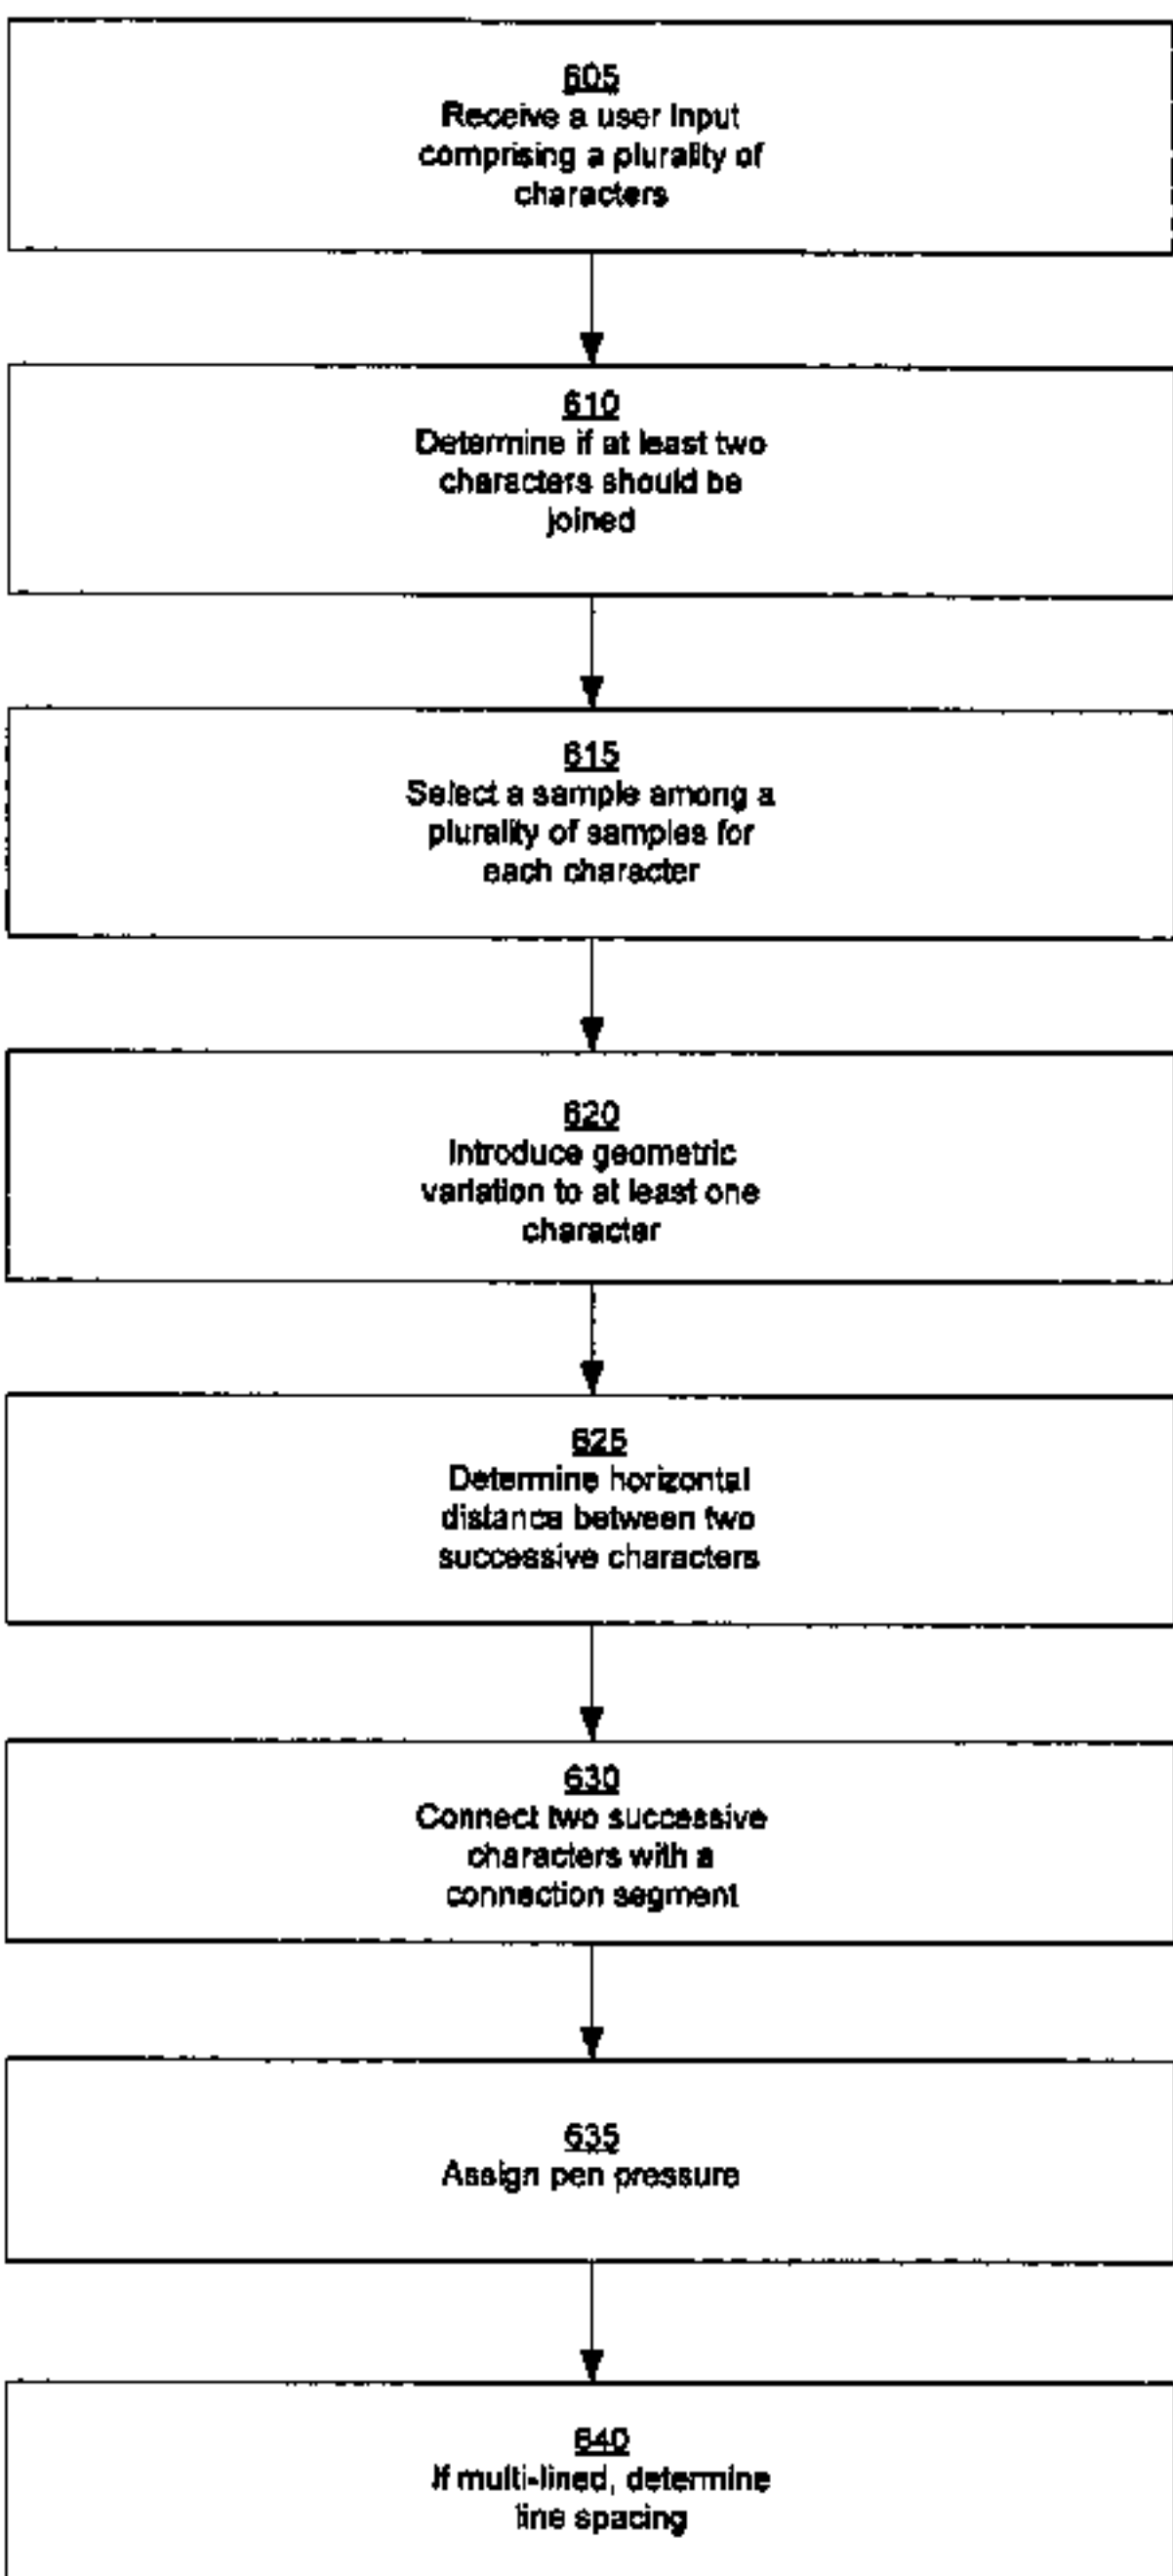 605
Receive a user input
comprising a plurality of
characters
610
Determine if at least two
characters should be
joined
615
Select a sample among a
plurality of samples for
each character
620
Introduce geometric
variation to at least one
character
625
Determine horizontal
distance between two
successive characters
630
Connect two successive
characters with a
connection segment
635
Assign pen pressure
640
If multi-lined, determine
line spacing